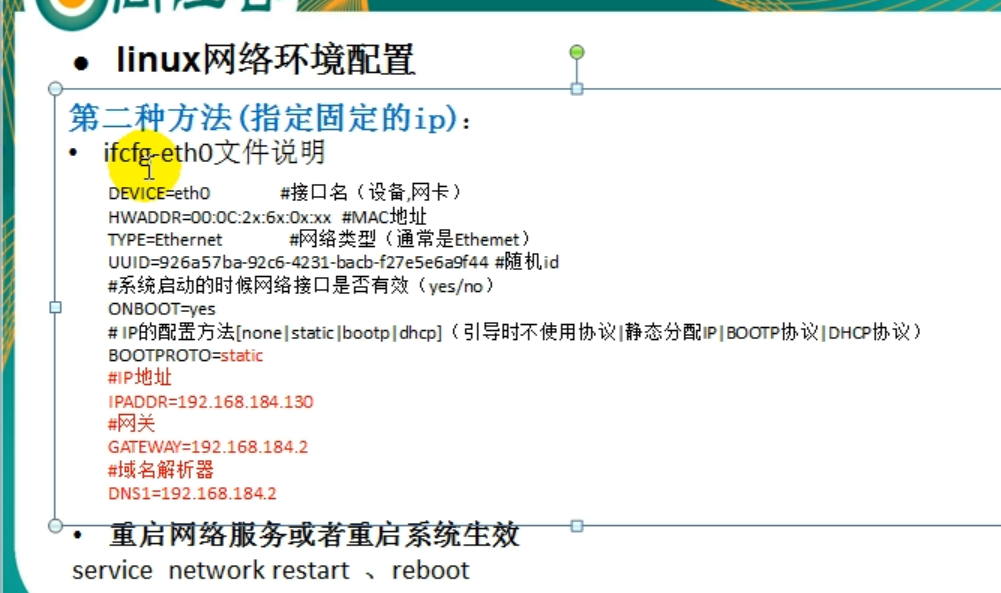 linux网络环境配置
第二种方法(指定固定的ip)：
ifcfg-eth0文件说明
DEVICE=eth0 #接口名（设备,网卡）
HWADDR=00:0C:2x:6x:0x:xx #MAC地址
TYPE=Ethernet #网络类型（通常是Ethemet）
UUID=926a57ba-92c6-4231-bacb-f27e5e6a9f44 #随机id
#系统启动的时候网络接口是否有效（yes/no）
ONBOOT=yes
# IP的配置方法[none|static|bootp|dhcp]（引导时不使用协议|静态分配IP|BOOTP协议|DHCP协议）
BOOTPROTO=static
#IP地址
IPADDR=192.168.184.130
#网关
GATEWAY=192.168.184.2
#域名解析器
DNS1=192.168.184.2
重启网络服务或者重启系统生效
service network restart 、reboot